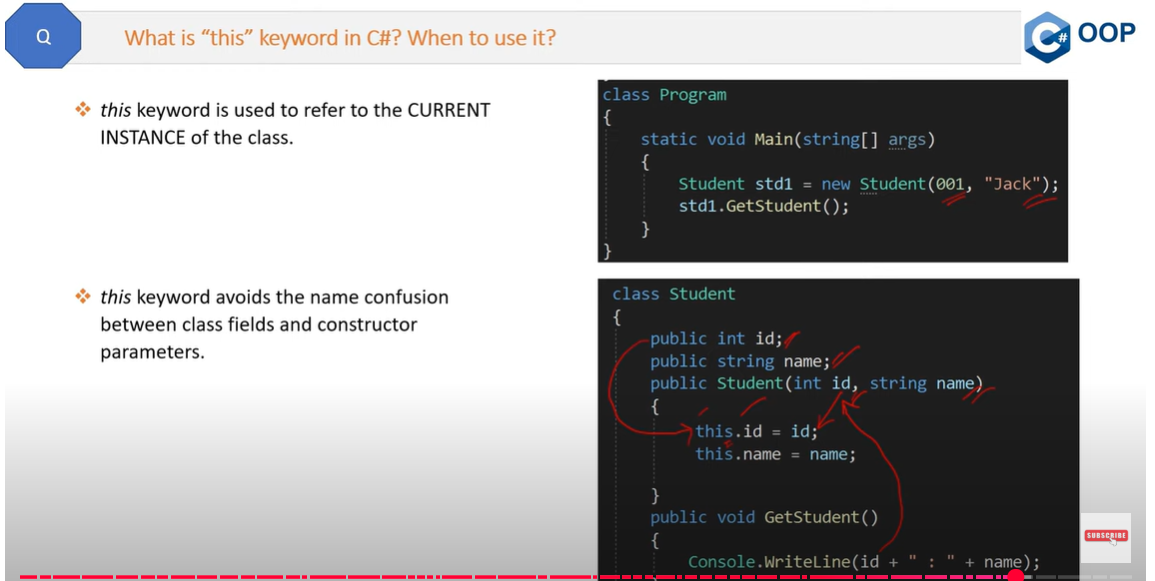 Q
What is “this” keyword in C#? When to use it?
C# OOP
this keyword is used to refer to the CURRENT
INSTANCE of the class.
class Program
{
static void Main(string[] args)
{
Student std1 = new Student(001, "Jack");
std1.GetStudent();
}
}
this keyword avoids the name confusion
between class fields and constructor
parameters.
class Student
{
public int id;
public string name;
public Student(int id, string name)
{
this.id = id;
this.name = name;
}
public void GetStudent()
{
Console.WriteLine(id + " : " + name);
SUBSCRIBE